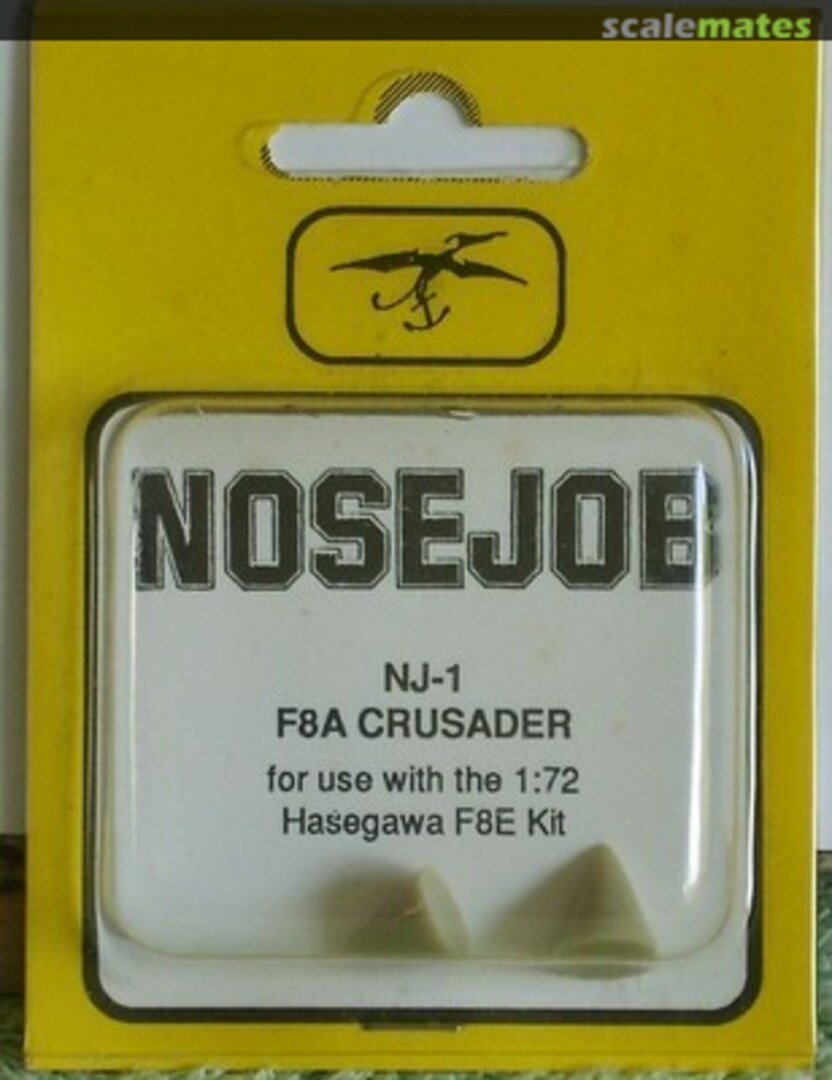 scalemates
NOSEJOB
NJ-1
F8A CRUSADER
for use with the 1:72
Hasegawa F8E Kit